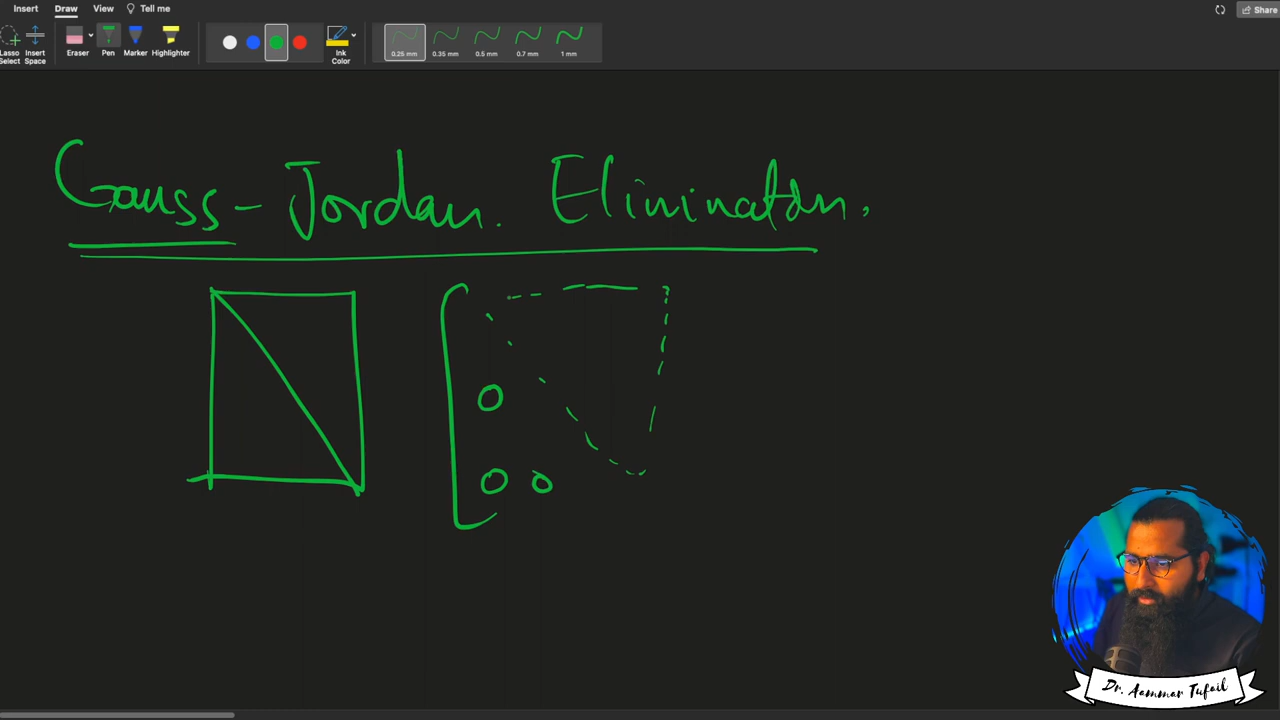 Insert Draw View Tell me Share
Lasso Select Insert Space Eraser Pen Marker Highlighter Ink Color 0.25 mm 0.35 mm 0.5 mm 0.7 mm 1 mm
Gauss - Jordan. Elimination.
0
0 0
Dr. Aammar Tufail